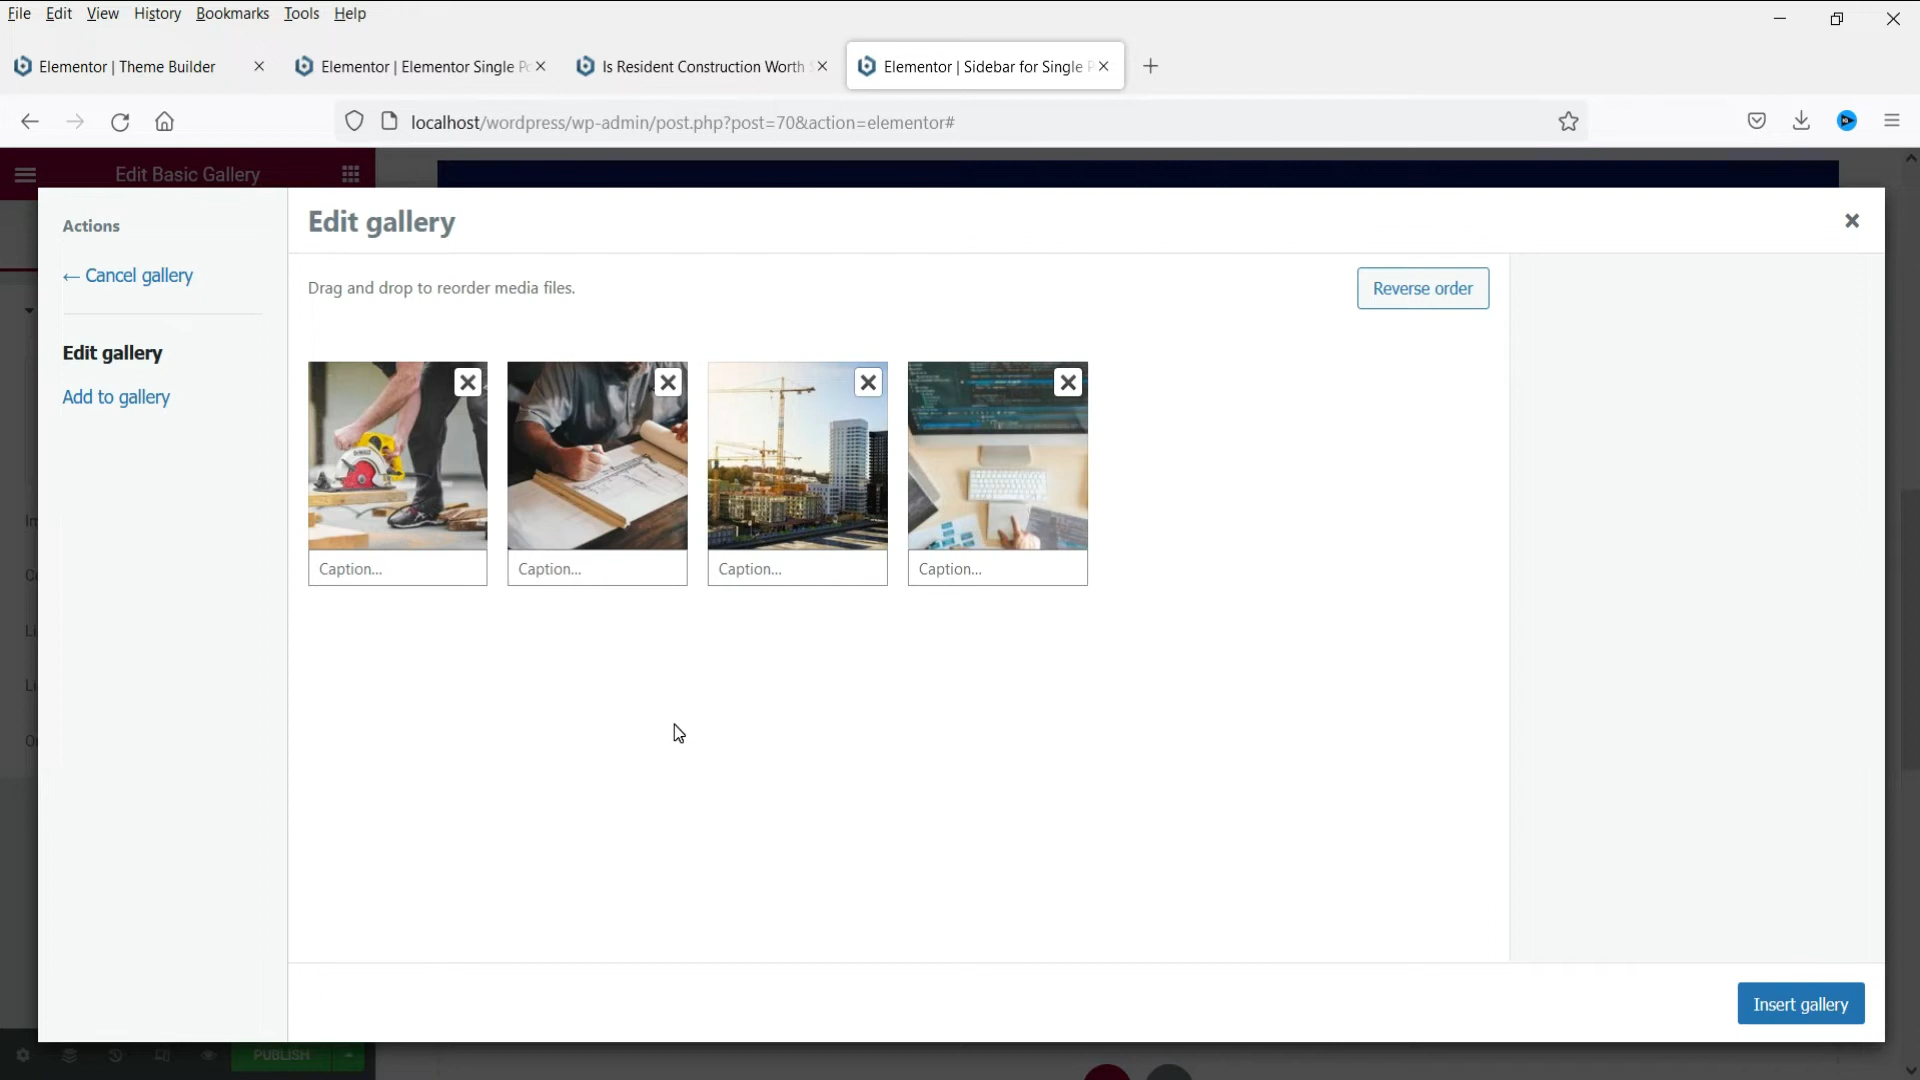 File Edit View History Bookmarks Tools Help
Elementor | Theme Builder
Elementor | Elementor Single Po
Is Resident Construction Worth
Elementor | Sidebar for Single P
localhost/wordpress/wp-admin/post.php?post=70&action=elementor#
Edit Basic Gallery
Actions
← Cancel gallery
Edit gallery
Add to gallery
Edit gallery
Drag and drop to reorder media files.
Reverse order
Caption...
Caption...
Caption...
Caption...
Insert gallery
PUBLISH